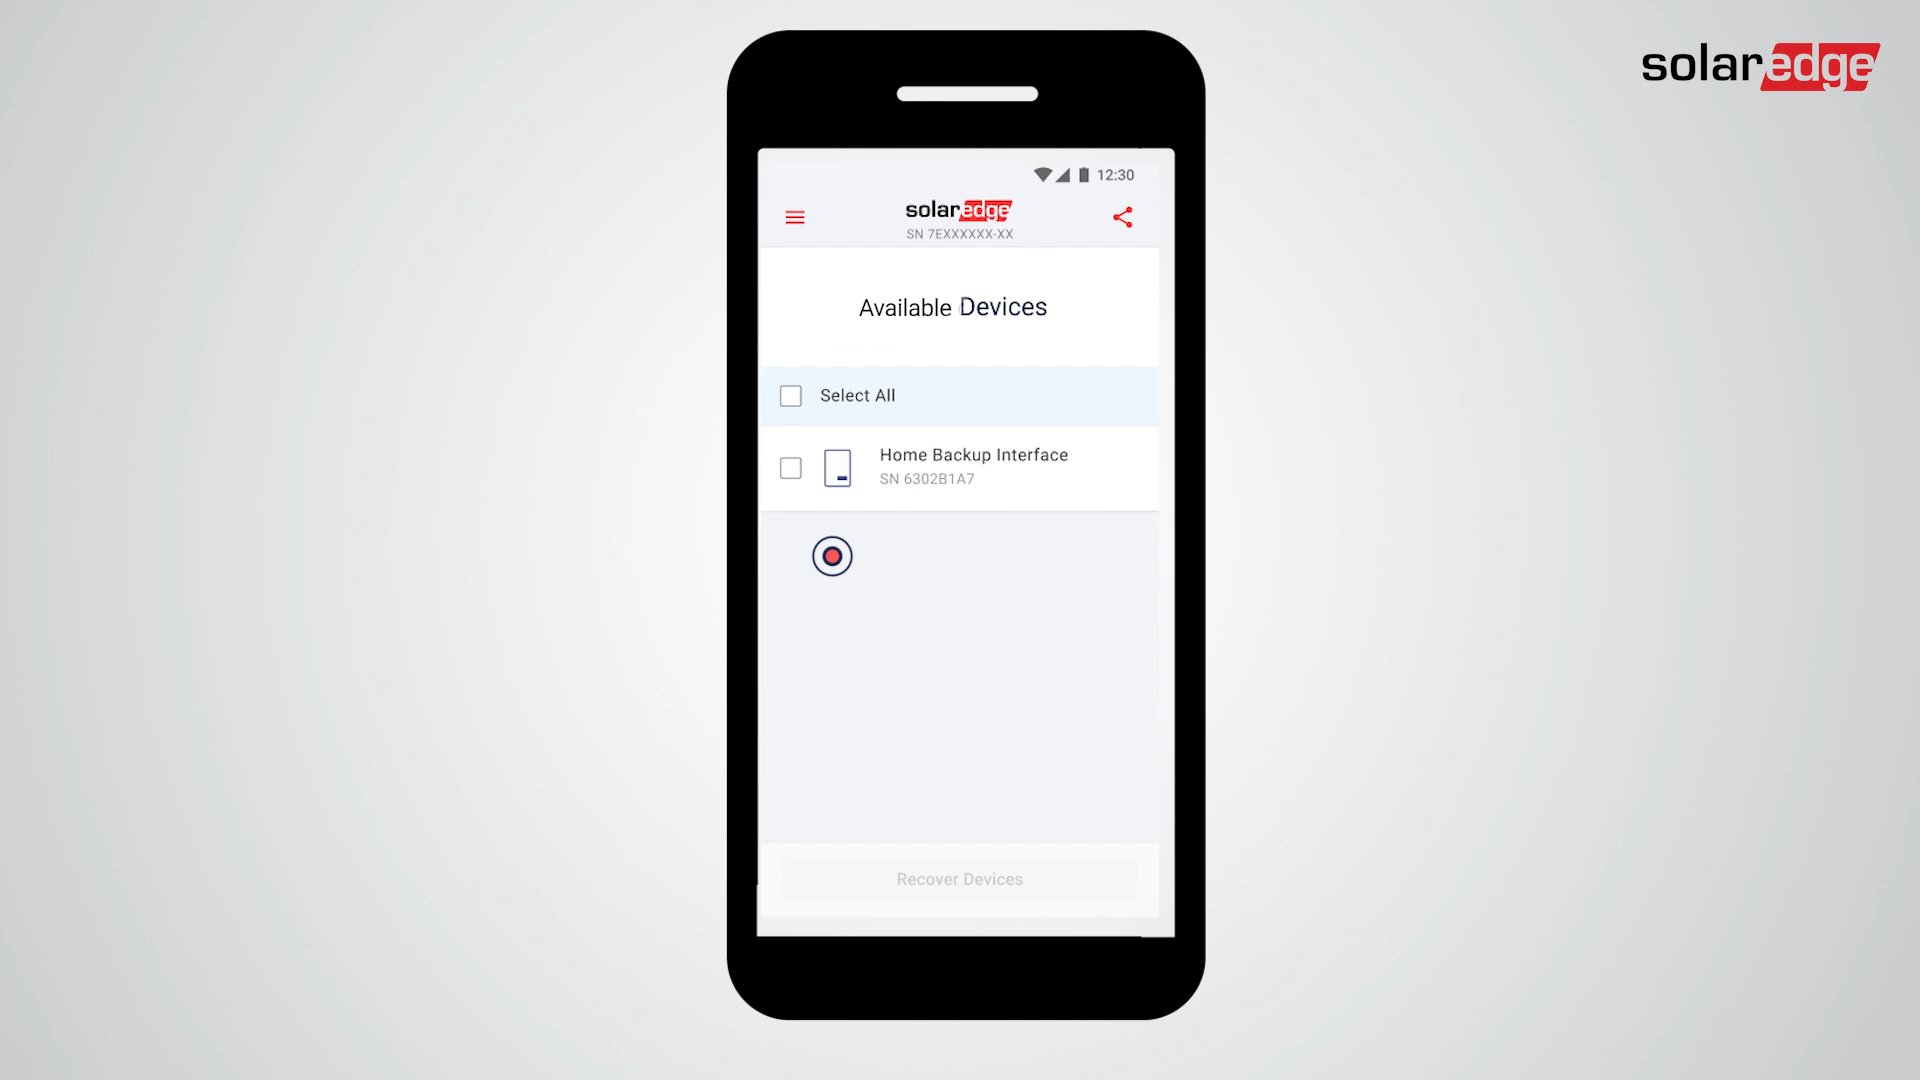 solaredge
12:30
solaredge
SN 7EXXXXXX-XX
Available Devices
Select All
Home Backup Interface
SN 6302B1A7
Recover Devices